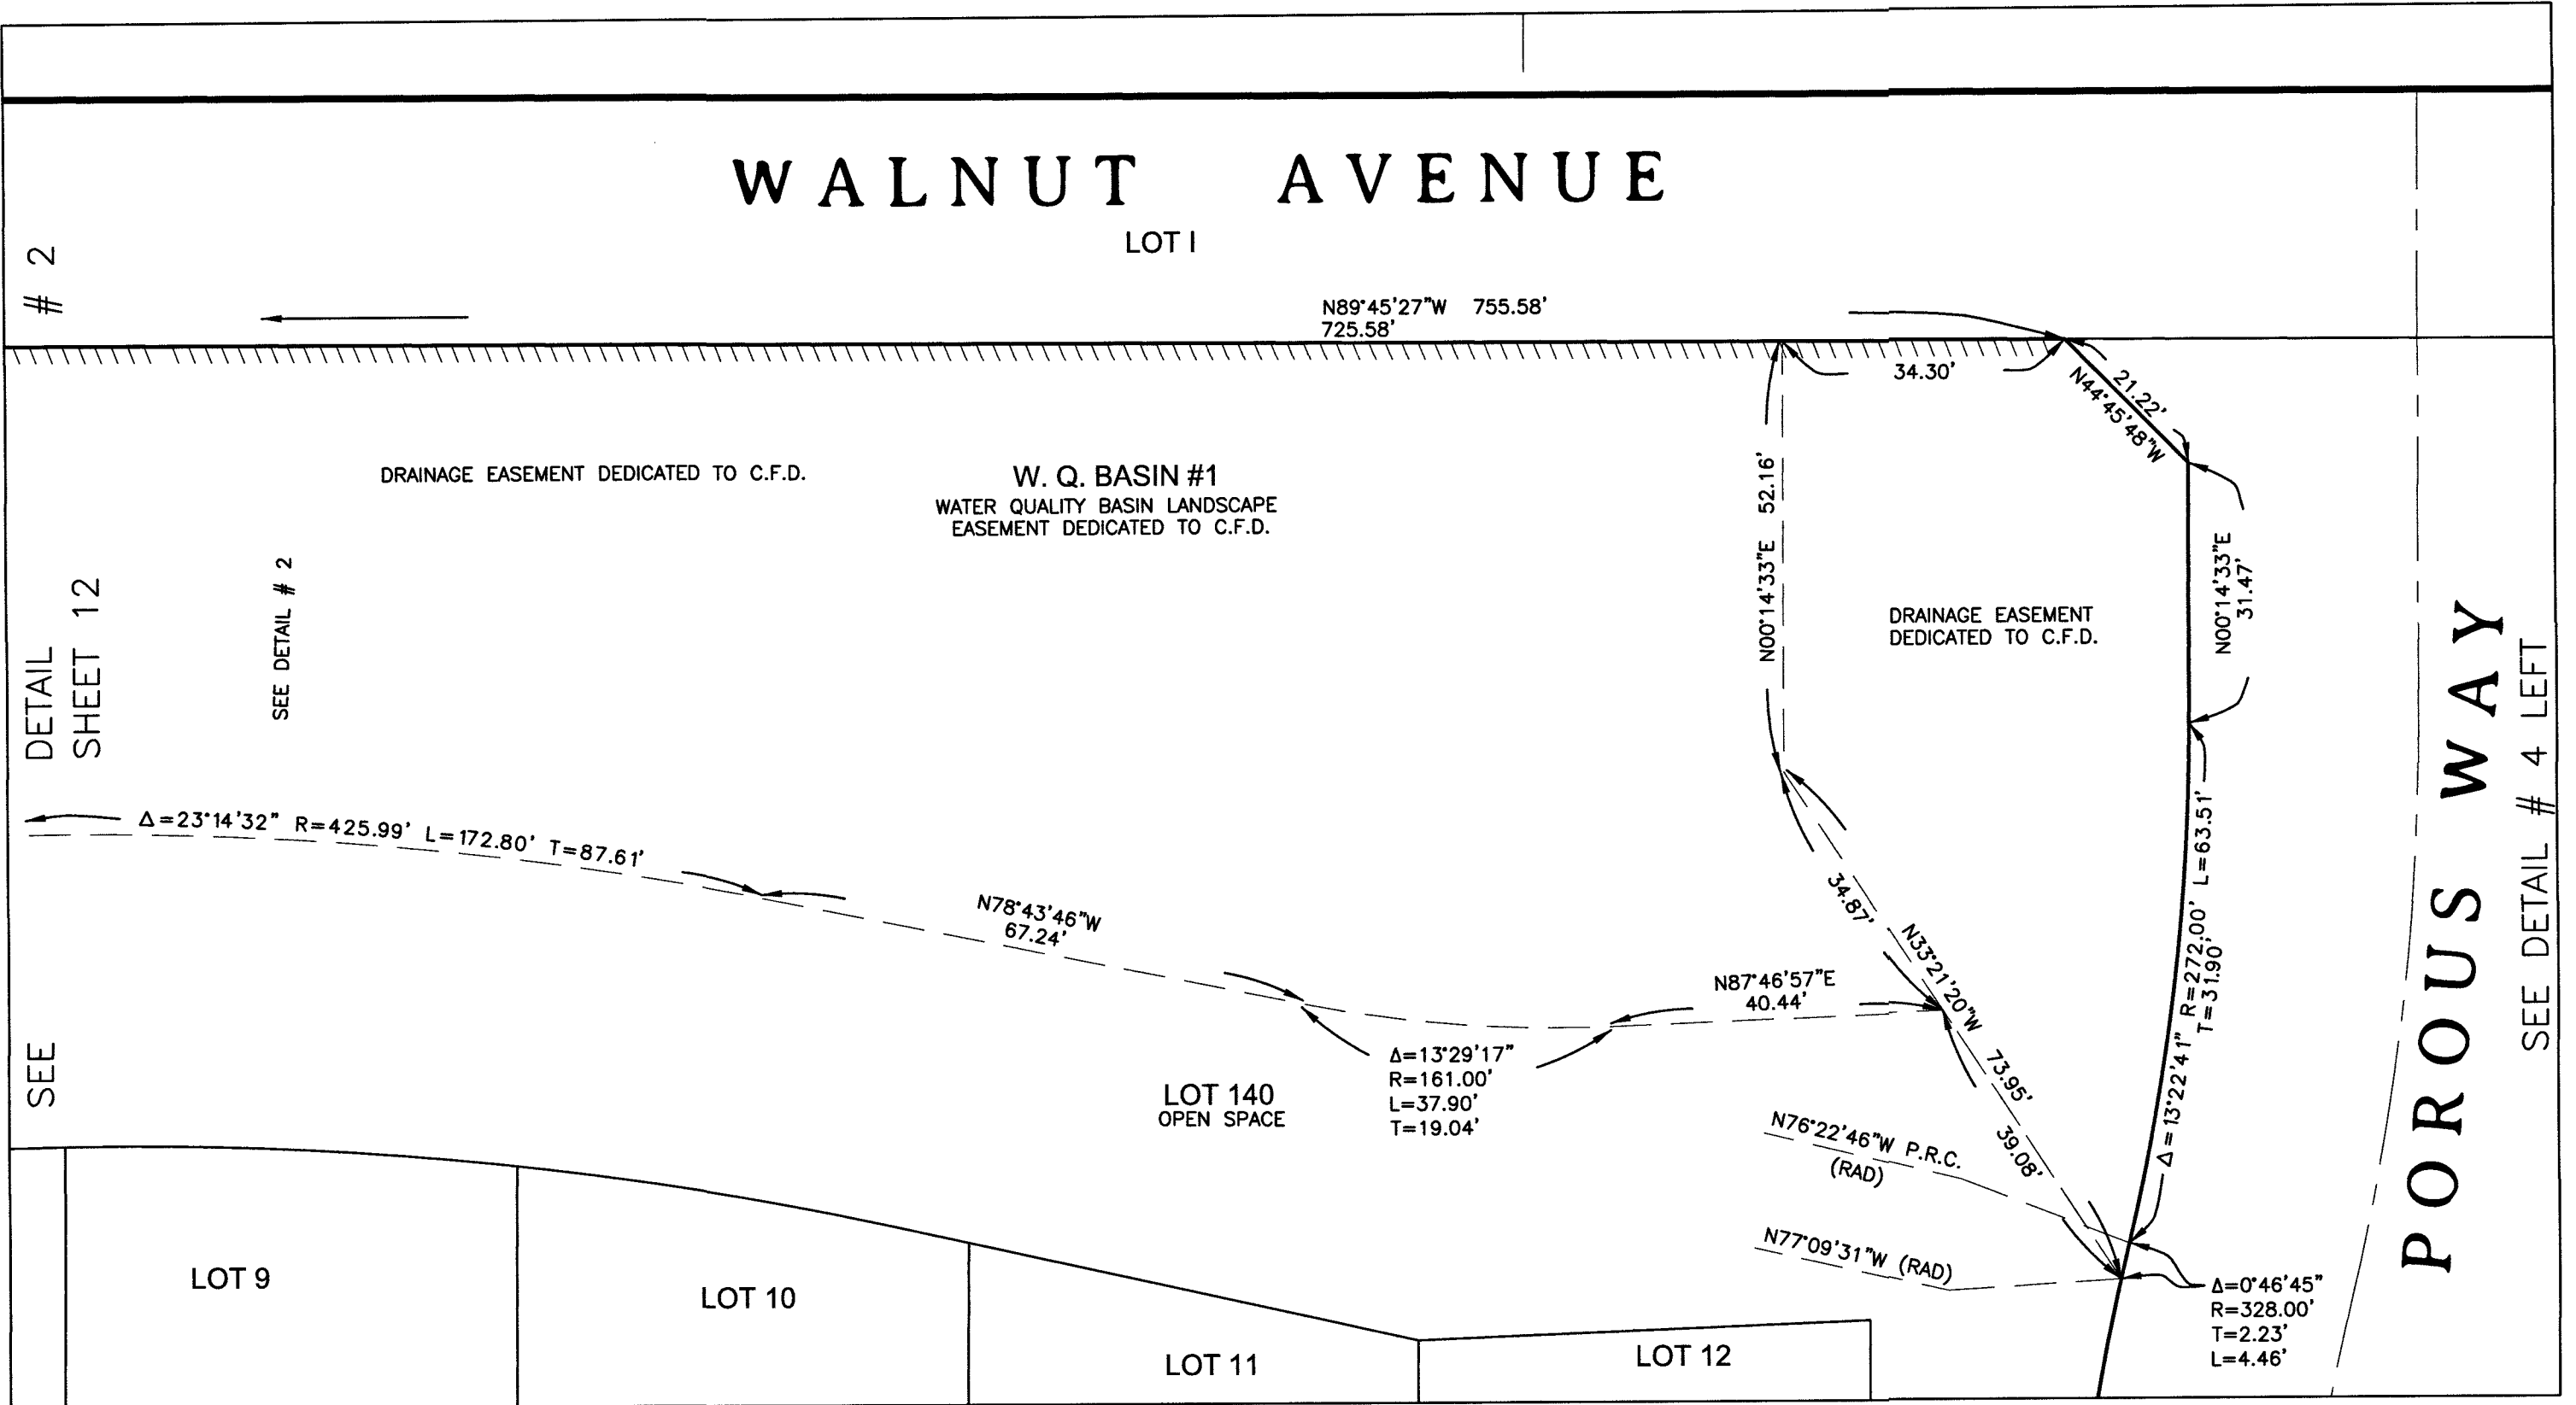 WALNUT AVENUE
LOT I
# 2
N89°45'27"W 755.58'
725.58'
34.30'
21.22'
N44°45'48"W
DRAINAGE EASEMENT DEDICATED TO C.F.D.
W. Q. BASIN #1
WATER QUALITY BASIN LANDSCAPE
EASEMENT DEDICATED TO C.F.D.
N00°14'33"E 52.16'
N00°14'33"E
31.47'
DRAINAGE EASEMENT
DEDICATED TO C.F.D.
SEE DETAIL
SHEET 12
SEE DETAIL # 2
POROUS WAY
SEE DETAIL # 4 LEFT
Δ=23°14'32" R=425.99' L=172.80' T=87.61'
N78°43'46"W
67.24'
34.87'
N33°21'20"W 73.95'
39.08'
N87°46'57"E
40.44'
Δ=13°22'41" R=272.00' L=63.51'
T=31.90'
Δ=13°29'17"
R=161.00'
L=37.90'
T=19.04'
LOT 140
OPEN SPACE
N76°22'46"W P.R.C.
(RAD)
N77°09'31"W (RAD)
Δ=0°46'45"
R=328.00'
T=2.23'
L=4.46'
LOT 9
LOT 10
LOT 11
LOT 12